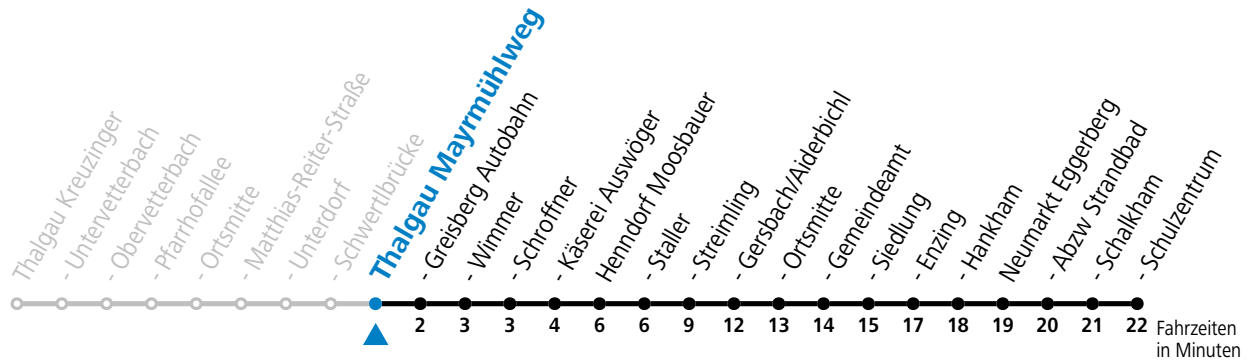 Thalgau Kreuzinger
- Untervetterbach
- Obervetterbach
- Pfarrhofallee
- Ortsmitte
- Matthias-Reiter-Straße
- Unterdorf
- Schwertlbrücke
Thalgau Mayrmühlweg
- Greisberg Autobahn
- Wimmer
- Schroffner
- Käserei Auswöger
Henndorf Moosbauer
- Staller
- Streimling
- Gersbach/Aiderbichl
- Ortsmitte
- Gemeindeamt
- Siedlung
- Enzing
- Hankham
Neumarkt Eggerberg
- Abzw Strandbad
- Schalkham
- Schulzentrum
2 3 3 4 6 6 9 12 13 14 15 17 18 19 20 21 22 Fahrzeiten
in Minuten